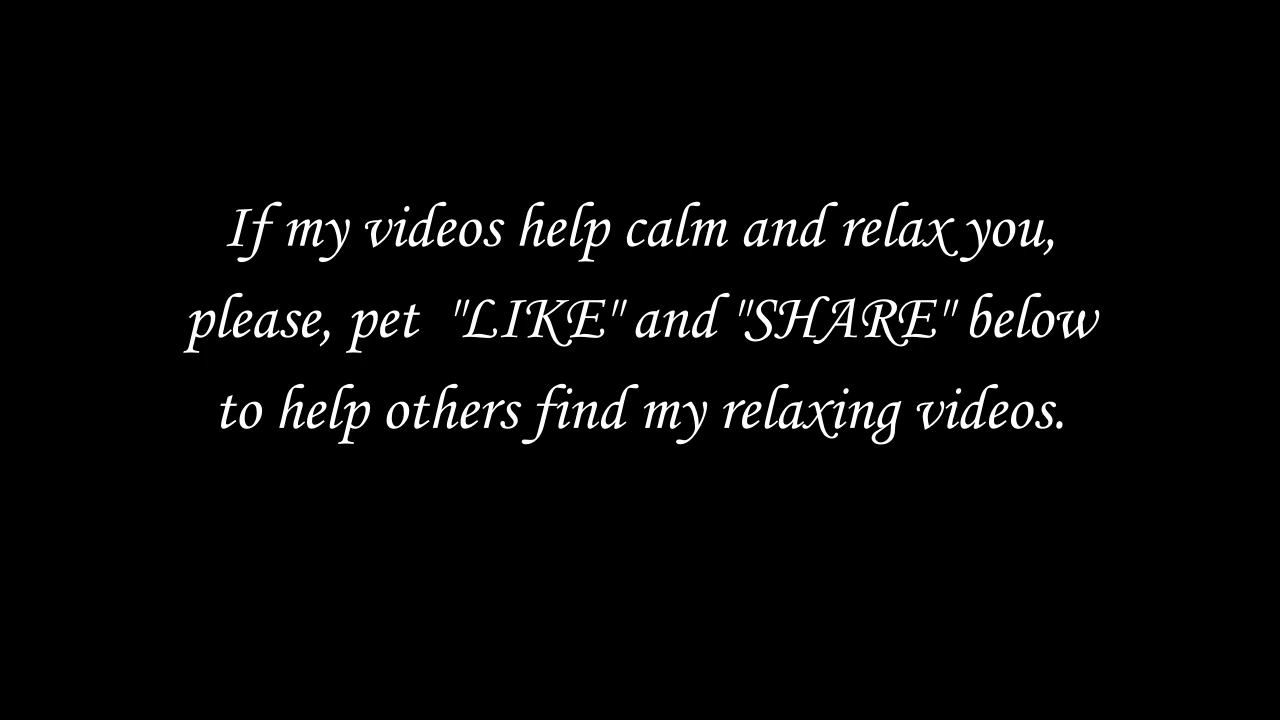 If my videos help calm and relax you,
please, pet  "LIKE" and "SHARE" below
to help others find my relaxing videos.